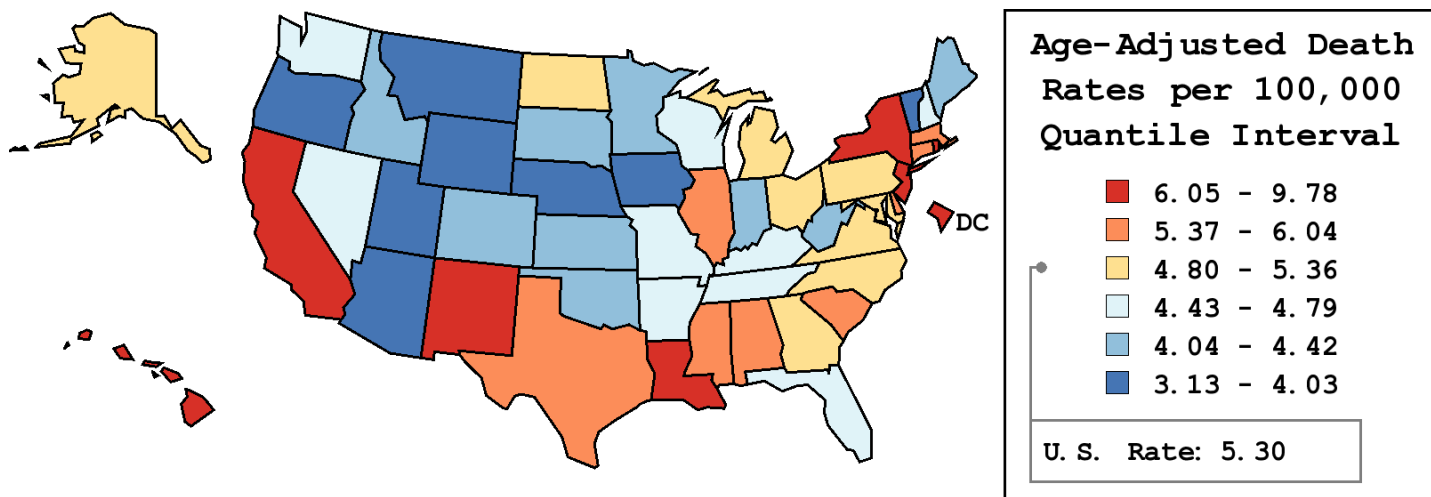 Age-Adjusted Death
Rates per 100,000
Quantile Interval
6.05 - 9.78
5.37 - 6.04
4.80 - 5.36
4.43 - 4.79
4.04 - 4.42
3.13 - 4.03
U.S. Rate: 5.30
DC